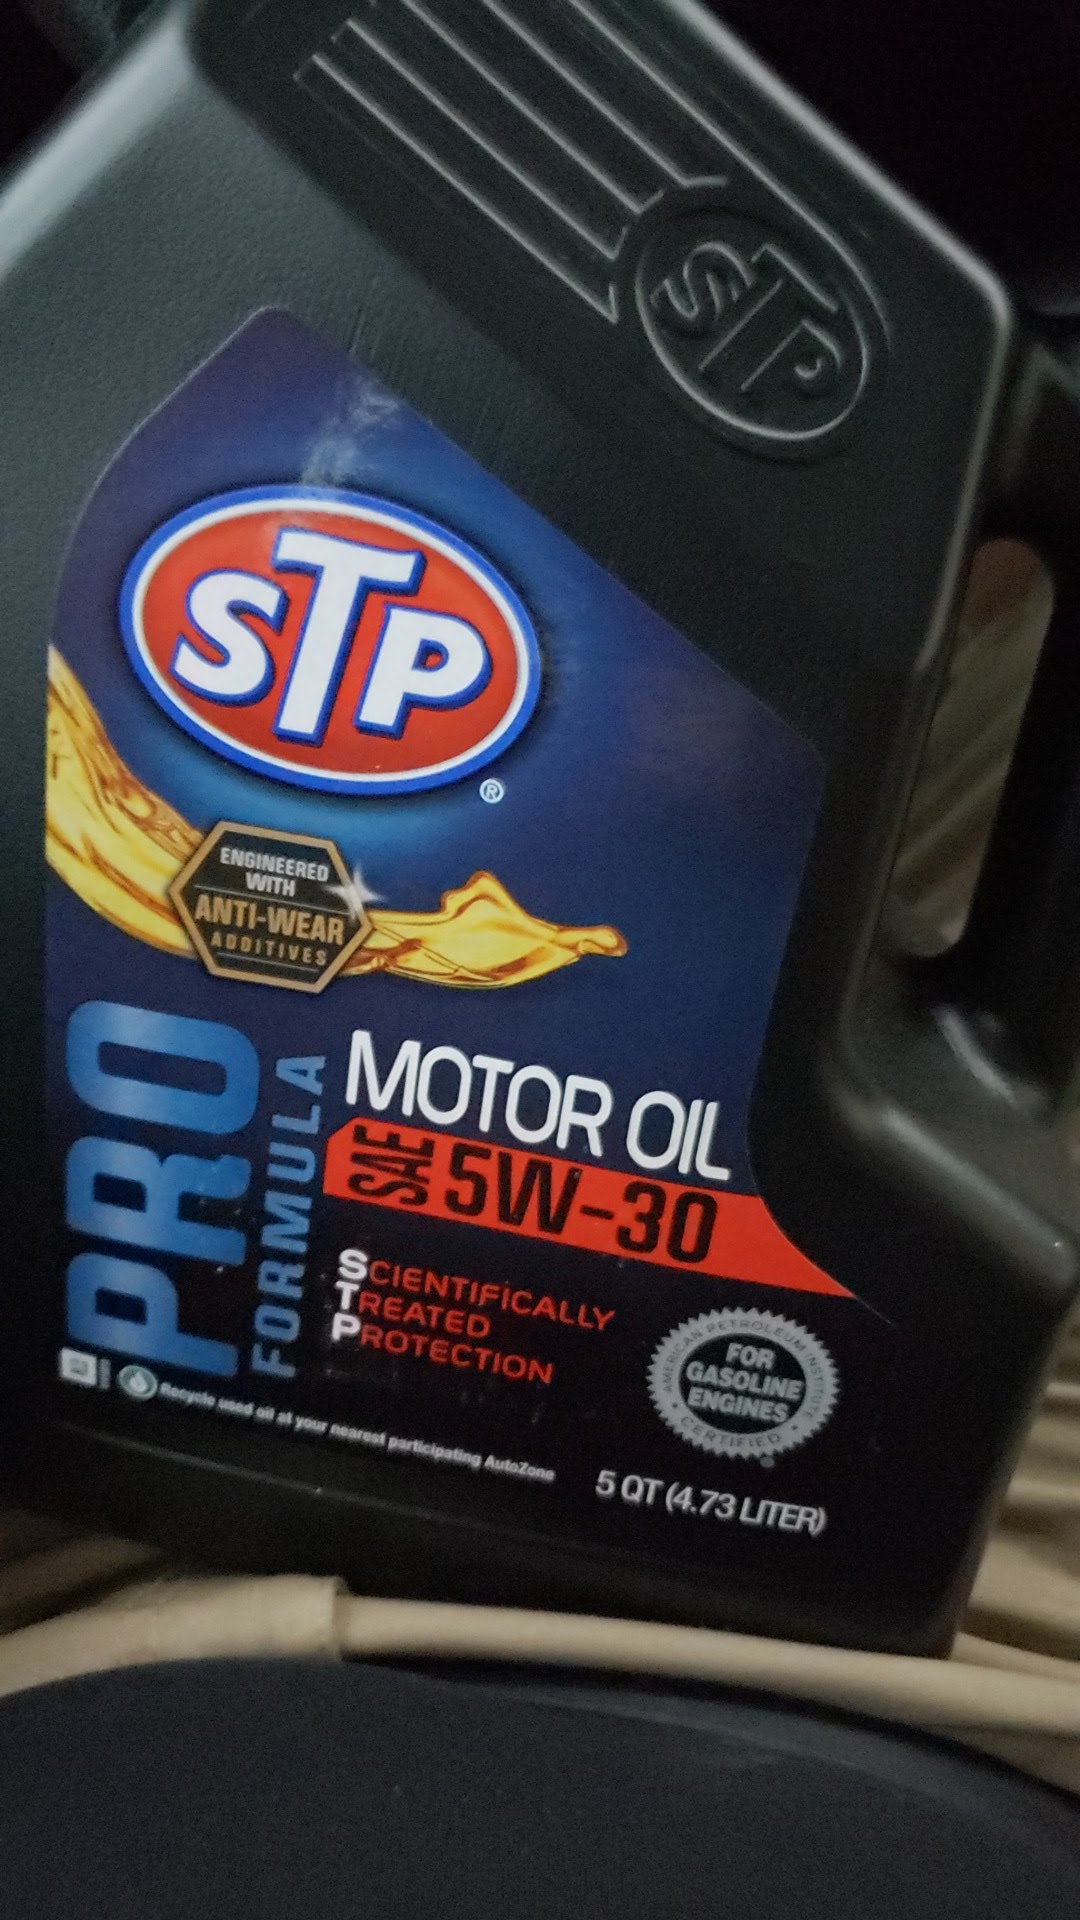 STP
STP
®
ENGINEERED
WITH
ANTI-WEAR
ADDITIVES
PRO
FORMULA
MOTOR OIL
SAE 5W-30
SCIENTIFICALLY
TREATED
PROTECTION
AMERICAN PETROLEUM INSTITUTE
FOR
GASOLINE
ENGINES
CERTIFIED
Recycle used oil at your nearest participating AutoZone
5 QT (4.73 LITER)